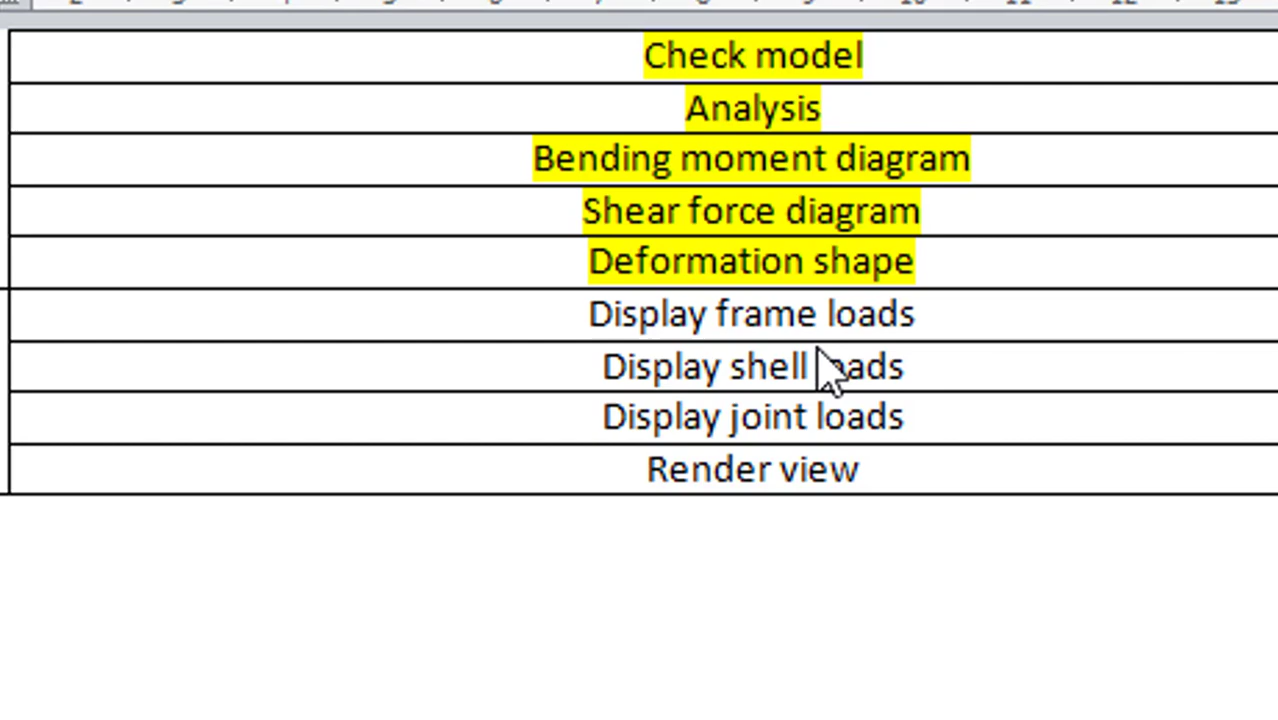 Check model
Analysis
Bending moment diagram
Shear force diagram
Deformation shape
Display frame loads
Display shell loads
Display joint loads
Render view